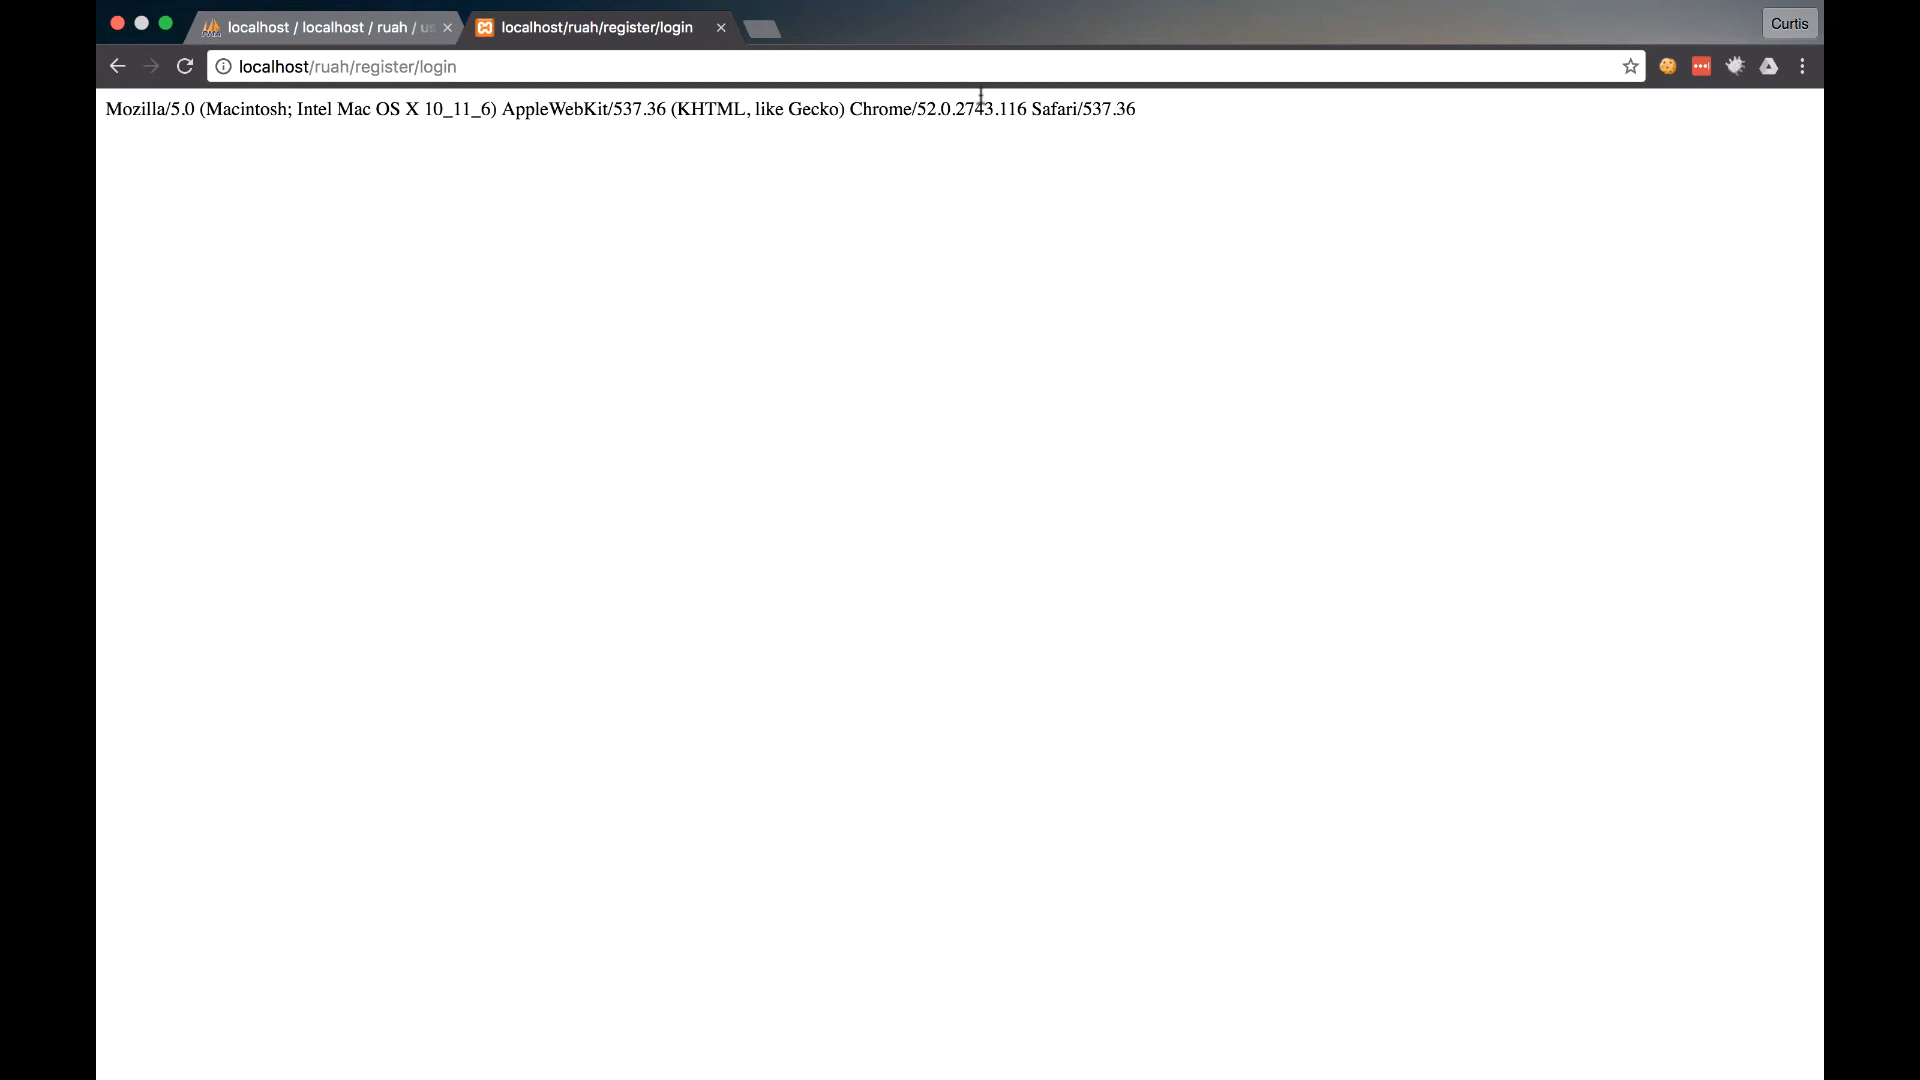 localhost / localhost / ruah / us
localhost/ruah/register/login
Curtis
localhost/ruah/register/login
Mozilla/5.0 (Macintosh; Intel Mac OS X 10_11_6) AppleWebKit/537.36 (KHTML, like Gecko) Chrome/52.0.2743.116 Safari/537.36